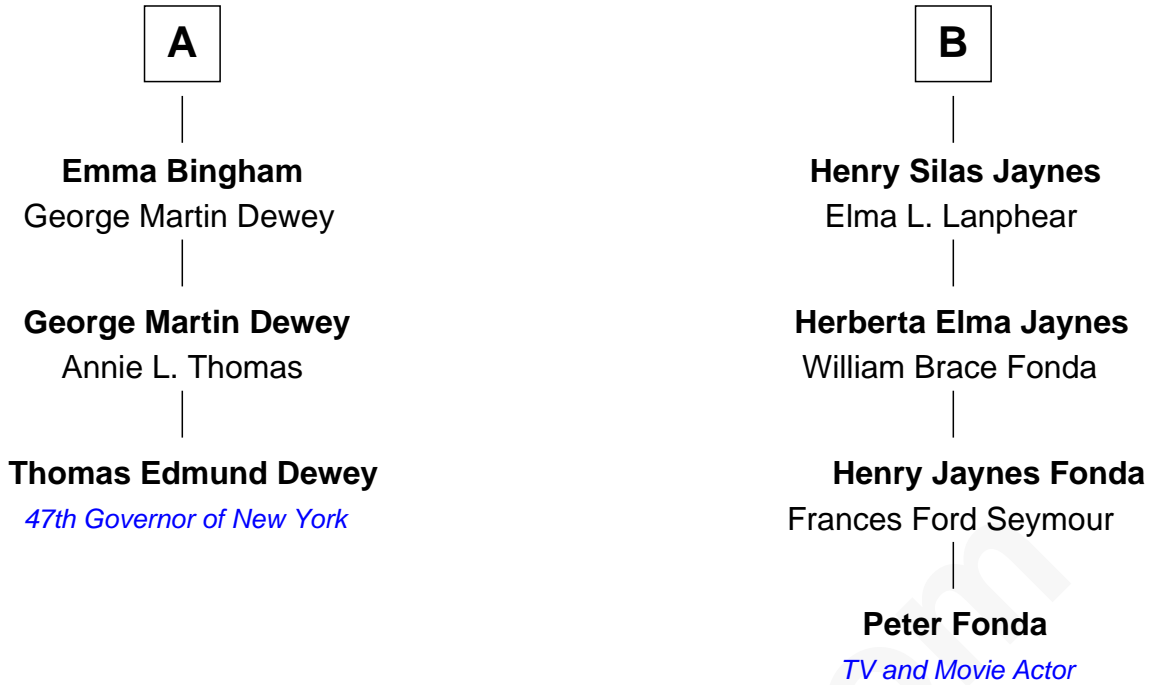 A
Emma Bingham
George Martin Dewey
George Martin Dewey
Annie L. Thomas
Thomas Edmund Dewey
47th Governor of New York
B
Henry Silas Jaynes
Elma L. Lanphear
Herberta Elma Jaynes
William Brace Fonda
Henry Jaynes Fonda
Frances Ford Seymour
Peter Fonda
TV and Movie Actor